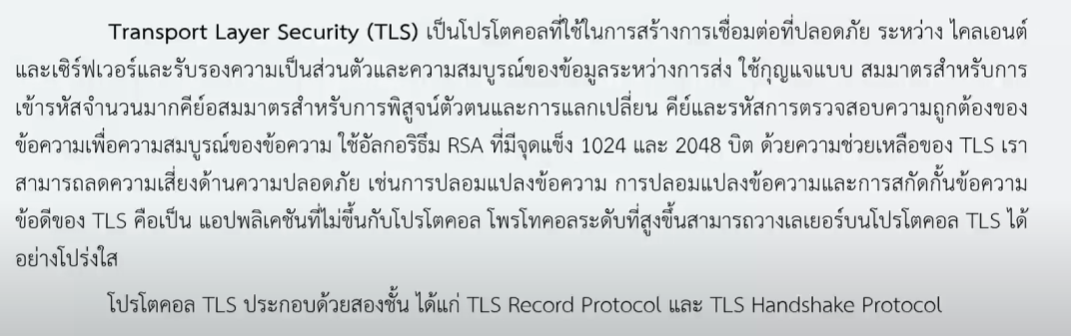 Transport Layer Security (TLS) เป็นโปรโตคอลที่ใช้ในการสร้างการเชื่อมต่อที่ปลอดภัย ระหว่าง ไคลเอนต์
และเซิร์ฟเวอร์และรับรองความเป็นส่วนตัวและความสมบูรณ์ของข้อมูลระหว่างการส่ง ใช้กุญแจแบบ สมมาตรสำหรับการ
เข้ารหัสจำนวนมากคีย์อสมมาตรสำหรับการพิสูจน์ตัวตนและการแลกเปลี่ยน คีย์และรหัสการตรวจสอบความถูกต้องของ
ข้อความเพื่อความสมบูรณ์ของข้อความ ใช้อัลกอริธึม RSA ที่มีจุดแข็ง 1024 และ 2048 บิต ด้วยความช่วยเหลือของ TLS เรา
สามารถลดความเสี่ยงด้านความปลอดภัย เช่นการปลอมแปลงข้อความ การปลอมแปลงข้อความและการสกัดกั้นข้อความ
ข้อดีของ TLS คือเป็น แอปพลิเคชันที่ไม่ขึ้นกับโปรโตคอล โพรโทคอลระดับที่สูงขึ้นสามารถวางเลเยอร์บนโปรโตคอล TLS ได้
อย่างโปร่งใส
โปรโตคอล TLS ประกอบด้วยสองชั้น ได้แก่ TLS Record Protocol และ TLS Handshake Protocol